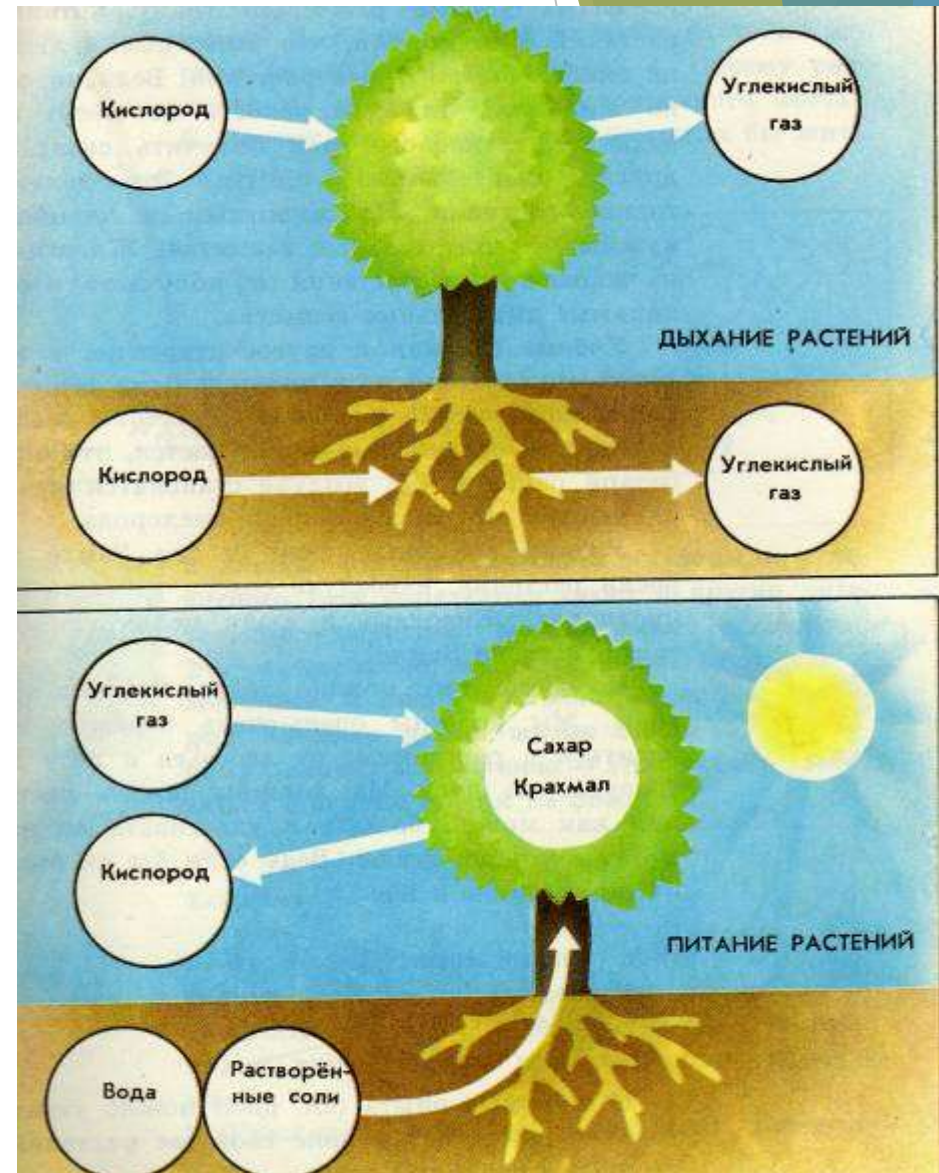 Кислород
Углекислый
газ
ДЫХАНИЕ РАСТЕНИЙ
Кислород
Углекислый
газ
Углекислый
газ
Сахар
Крахмал
Кислород
ПИТАНИЕ РАСТЕНИЙ
Вода
Растворён-
ные соли